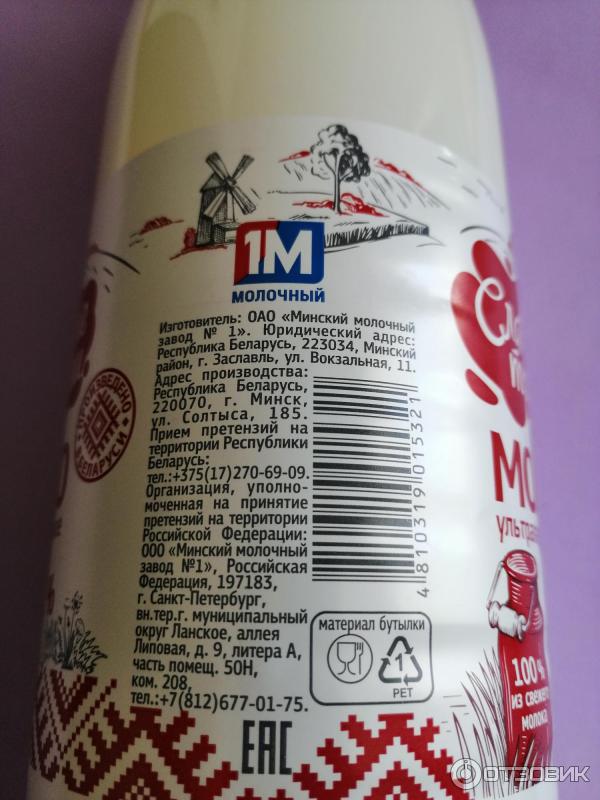 1М
МОЛОЧНЫЙ
Изготовитель: ОАО «Минский молочный
завод № 1». Юридический адрес:
Республика Беларусь, 223034, Минский
район, г. Заславль, ул. Вокзальная, 11.
Адрес производства:
Республика Беларусь,
220070, г. Минск,
ул. Солтыса, 185.
Прием претензий на
территории Республики
Беларусь:
тел.:+375(17)270-69-09.
Организация, уполно-
моченная на принятие
претензий на территории
Российской Федерации:
ООО «Минский молочный
завод №1», Российская
Федерация, 197183,
г. Санкт-Петербург,
вн.тер.г. муниципальный
округ Ланское, аллея
Липовая, д. 9, литера А,
часть помещ. 50Н,
ком. 208,
тел.:+7(812)677-01-75.
4 810319 015321
материал бутылки
1
PET
EAC
ПРОИЗВЕДЕНО
В БЕЛАРУСИ
100%
из свежего
молока
ОТЗОВИК